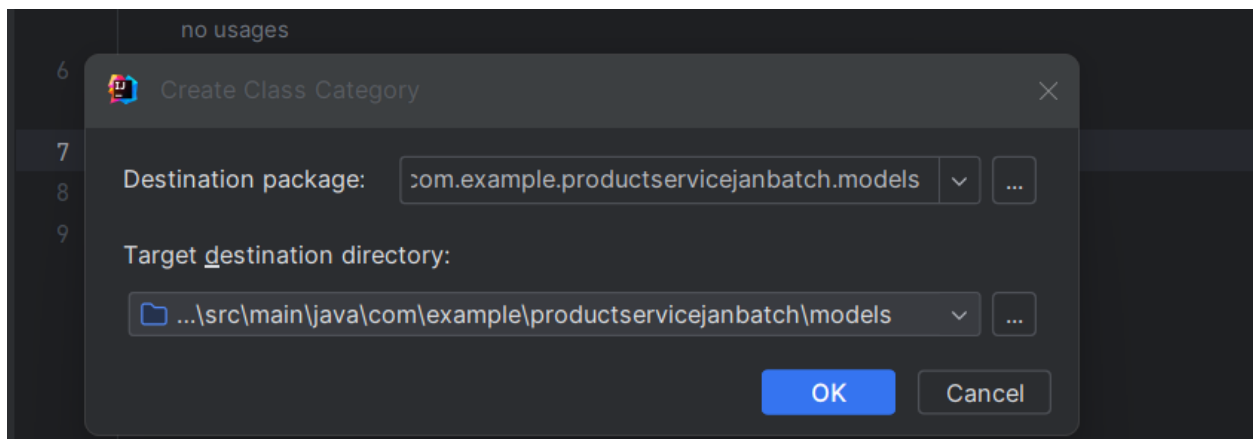 no usages
6
Create Class Category
7
Destination package: com.example.productservicejanbatch.models ...
8
9
Target destination directory:
...\src\main\java\com\example\productservicejanbatch\models ...
OK Cancel